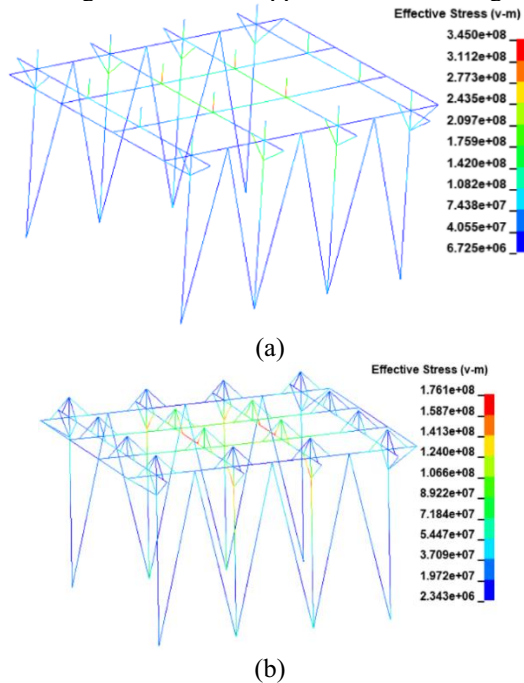 Effective Stress (v-m)
3.450e+08
3.112e+08
2.773e+08
2.435e+08
2.097e+08
1.759e+08
1.420e+08
1.082e+08
7.438e+07
4.055e+07
6.725e+06
(a)
Effective Stress (v-m)
1.761e+08
1.587e+08
1.413e+08
1.240e+08
1.066e+08
8.922e+07
7.184e+07
5.447e+07
3.709e+07
1.972e+07
2.343e+06
(b)